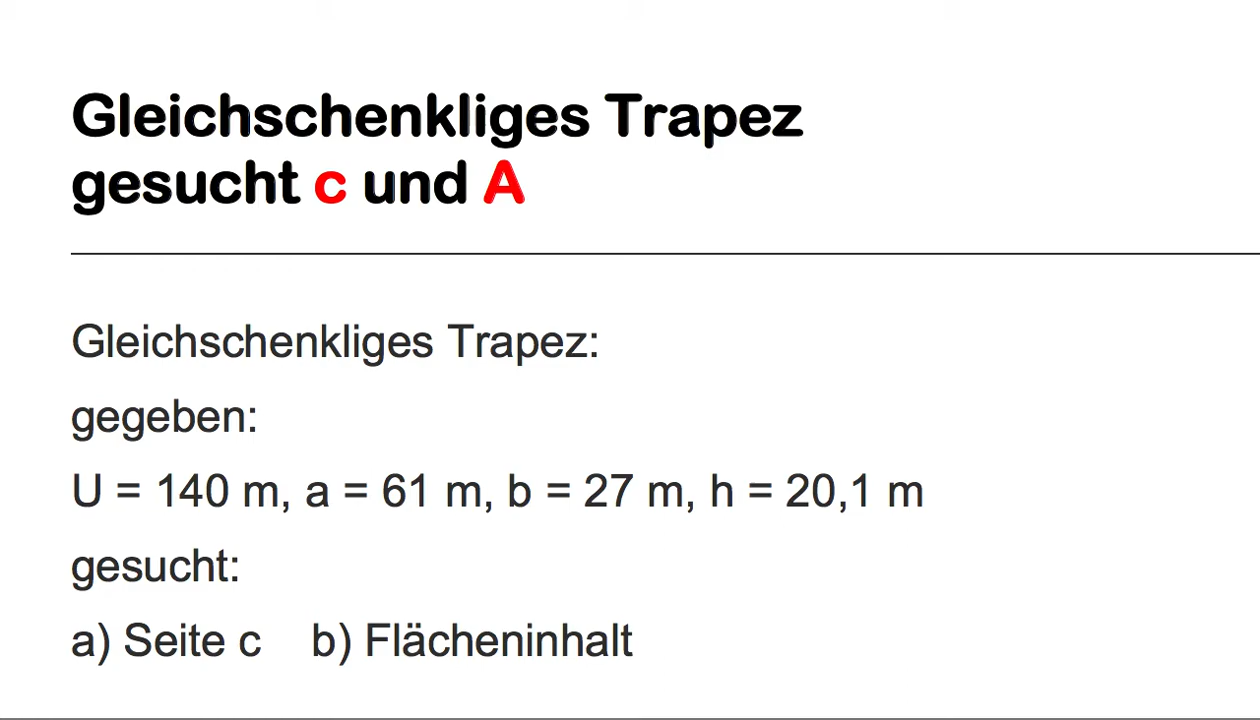 Gleichschenkliges Trapez
gesucht c und A
Gleichschenkliges Trapez:
gegeben:
U = 140 m, a = 61 m, b = 27 m, h = 20,1 m
gesucht:
a) Seite c b) Flächeninhalt